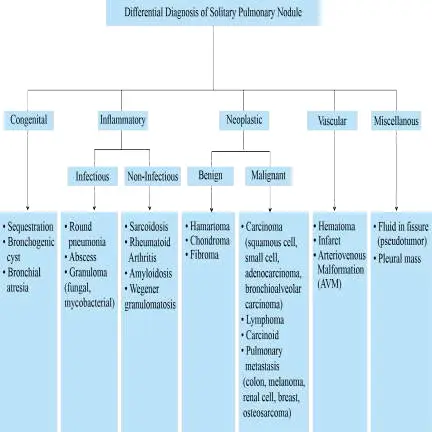 Differential Diagnosis of Solitary Pulmonary Nodule
Congenital
Inflammatory
Neoplastic
Vascular
Miscellanous
Infectious
Non-Infectious
Benign
Malignant
• Sequestration
• Bronchogenic
cyst
• Bronchial
atresia
• Round
pneumonia
• Abscess
• Granuloma
(fungal,
mycobacterial)
• Sarcoidosis
• Rheumatoid
Arthritis
• Amyloidosis
• Wegener
granulomatosis
• Hamartoma
• Chondroma
• Fibroma
• Carcinoma
(squamous cell,
small cell,
adenocarcinoma,
bronchioalveolar
carcinoma)
• Lymphoma
• Carcinoid
• Pulmonary
metastasis
(colon, melanoma,
renal cell, breast,
osteosarcoma)
• Hematoma
• Infarct
• Arteriovenous
Malformation
(AVM)
• Fluid in fissure
(pseudotumor)
• Pleural mass